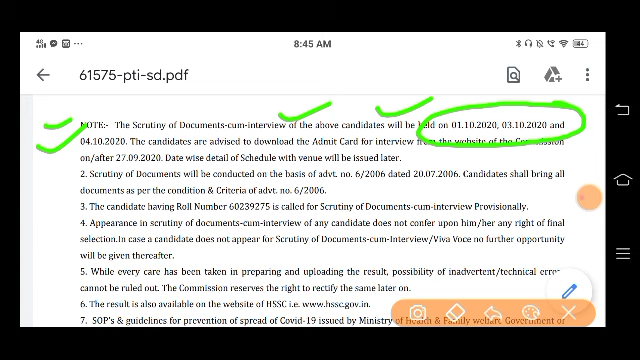 4G
8:45 AM
84
61575-pti-sd.pdf
NOTE:- The Scrutiny of Documents-cum-interview of the above candidates will be held on 01.10.2020, 03.10.2020 and
04.10.2020. The candidates are advised to download the Admit Card for interview from the website of the Commission
on/after 27.09.2020. Date wise detail of Schedule with venue will be issued later.
2. Scrutiny of Documents will be conducted on the basis of advt. no. 6/2006 dated 20.07.2006. Candidates shall bring all
documents as per the condition & Criteria of advt. no. 6/2006.
3. The candidate having Roll Number 60239275 is called for Scrutiny of Documents-cum-Interview Provisionally.
4. Appearance in scrutiny of documents-cum-interview of any candidate does not confer upon him/her any right of final
selection.In case a candidate does not appear for Scrutiny of Documents-cum-Interview/Viva Voce no further opportunity
will be given thereafter.
5. While every care has been taken in preparing and uploading the result, possibility of inadvertent/technical error
cannot be ruled out. The Commission reserves the right to rectify the same later on.
6. The result is also available on the website of HSSC i.e. www.hssc.gov.in.
7. SOP's & guidelines for prevention of spread of Covid-19 issued by Ministry of Health & Family welfare Government of